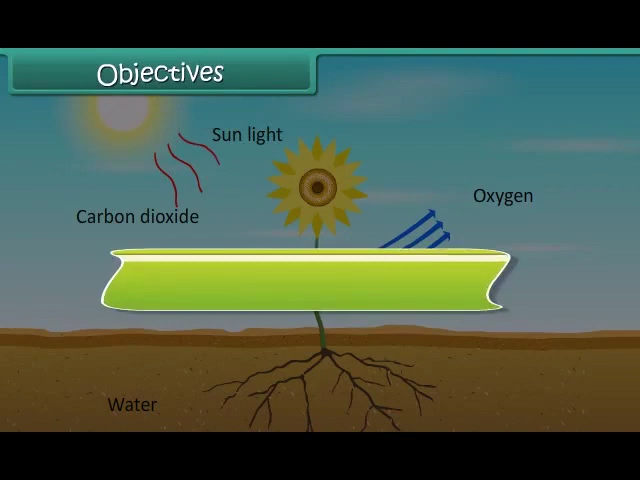 Objectives
Sun light
Oxygen
Carbon dioxide
Water